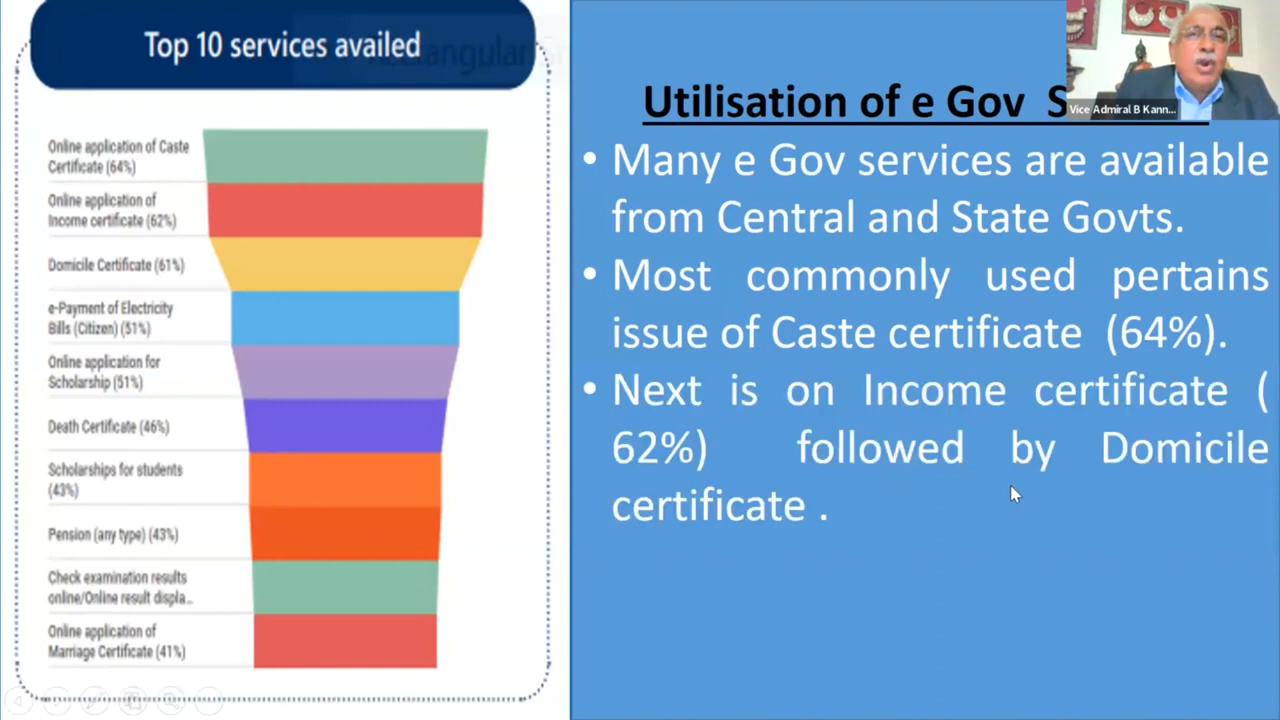 Top 10 services availed
Online application of Caste
Certificate (64%)
Online application of
Income certificate (62%)
Domicile Certificate (61%)
e-Payment of Electricity
Bills (Citizen) (51%)
Online application for
Scholarship (51%)
Death Certificate (46%)
Scholarships for students
(43%)
Pension (any type) (43%)
Check examination results
online/Online result displa...
Online application of
Marriage Certificate (41%)
Utilisation of e Gov S
Vice Admiral B Kann...
• Many e Gov services are available
from Central and State Govts.
• Most commonly used pertains
issue of Caste certificate (64%).
• Next is on Income certificate (
62%) followed by Domicile
certificate .